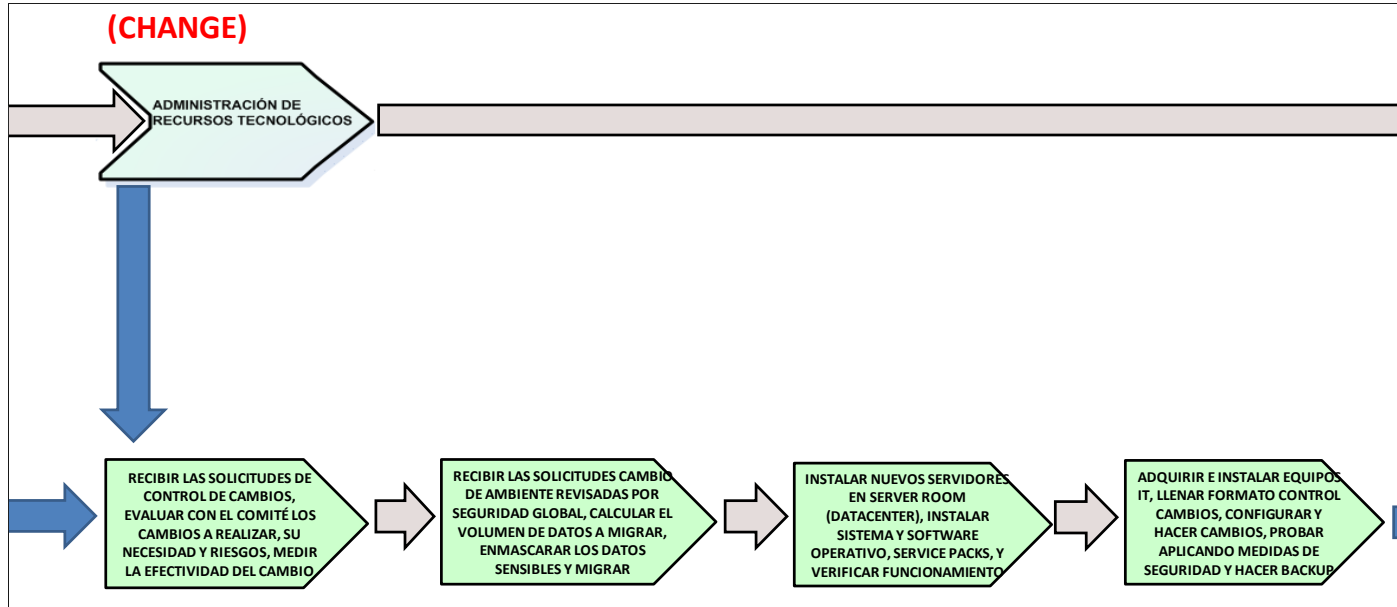 (CHANGE)
ADMINISTRACIÓN DE
RECURSOS TECNOLÓGICOS
RECIBIR LAS SOLICITUDES DE
CONTROL DE CAMBIOS,
EVALUAR CON EL COMITÉ LOS
CAMBIOS A REALIZAR, SU
NECESIDAD Y RIESGOS, MEDIR
LA EFECTIVIDAD DEL CAMBIO
RECIBIR LAS SOLICITUDES CAMBIO
DE AMBIENTE REVISADAS POR
SEGURIDAD GLOBAL, CALCULAR EL
VOLUMEN DE DATOS A MIGRAR,
ENMASCARAR LOS DATOS
SENSIBLES Y MIGRAR
INSTALAR NUEVOS SERVIDORES
EN SERVER ROOM
(DATACENTER), INSTALAR
SISTEMA Y SOFTWARE
OPERATIVO, SERVICE PACKS, Y
VERIFICAR FUNCIONAMIENTO
ADQUIRIR E INSTALAR EQUIPOS
IT, LLENAR FORMATO CONTROL
CAMBIOS, CONFIGURAR Y
HACER CAMBIOS, PROBAR
APLICANDO MEDIDAS DE
SEGURIDAD Y HACER BACKUP